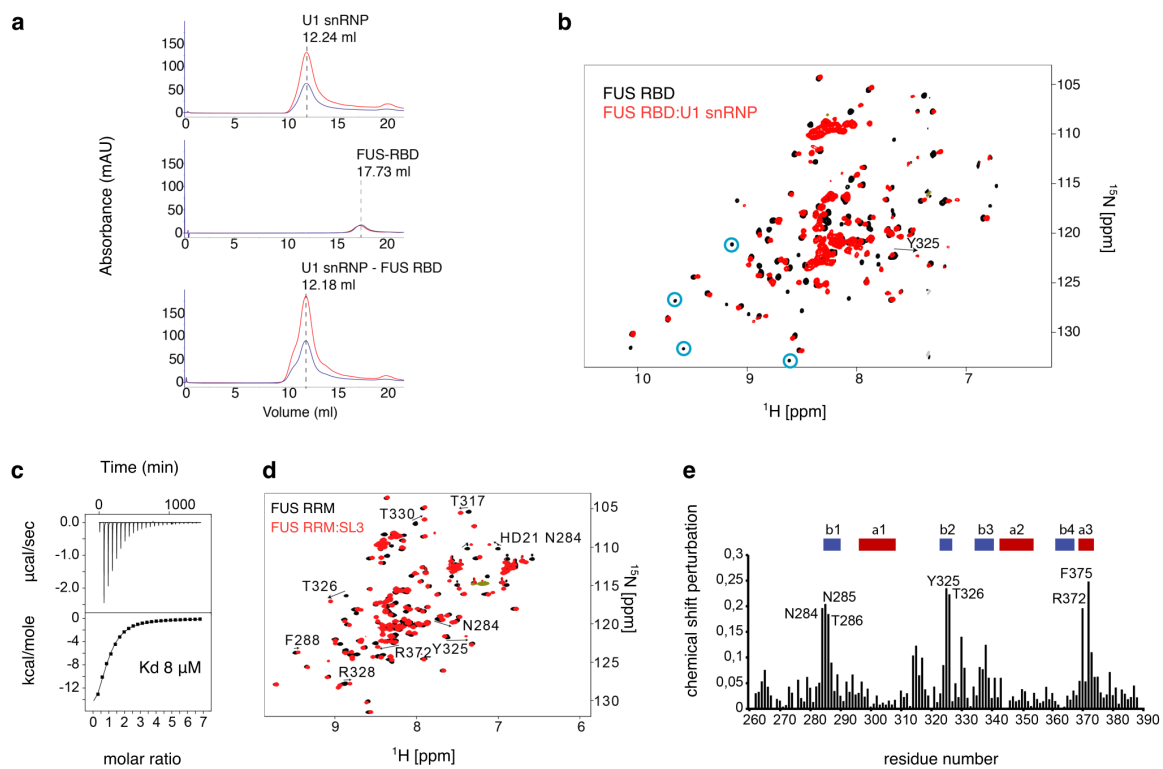 a
U1 snRNP
12.24 ml
150
100
50
0
0 5 10 15 20
FUS-RBD
17.73 ml
150
100
50
0
0 5 10 15 20
U1 snRNP - FUS RBD
12.18 ml
150
100
50
0
0 5 10 15 20
Volume (ml)
Absorbance (mAU)
b
FUS RBD
FUS RBD:U1 snRNP
Y325
105
110
115
120
125
130
15N [ppm]
10 9 8 7
1H [ppm]
c
Time (min)
0 1000
0.0
-1.0
-2.0
µcal/sec
0
-4
-8
-12
kcal/mole
Kd 8 µM
0 1 2 3 4 5 6 7
molar ratio
d
FUS RRM
FUS RRM:SL3
T317
T330
HD21 N284
T326
N284
F288
Y325
R372
R328
105
110
115
120
125
130
15N [ppm]
9 8 7 6
1H [ppm]
e
b1 a1 b2 b3 a2 b4 a3
0,3
0,25
0,2
0,15
0,1
0,05
0
chemical shift perturbation
N284
N285
T286
Y325
T326
F375
R372
260 270 280 290 300 310 320 330 340 350 360 370 380 390
residue number